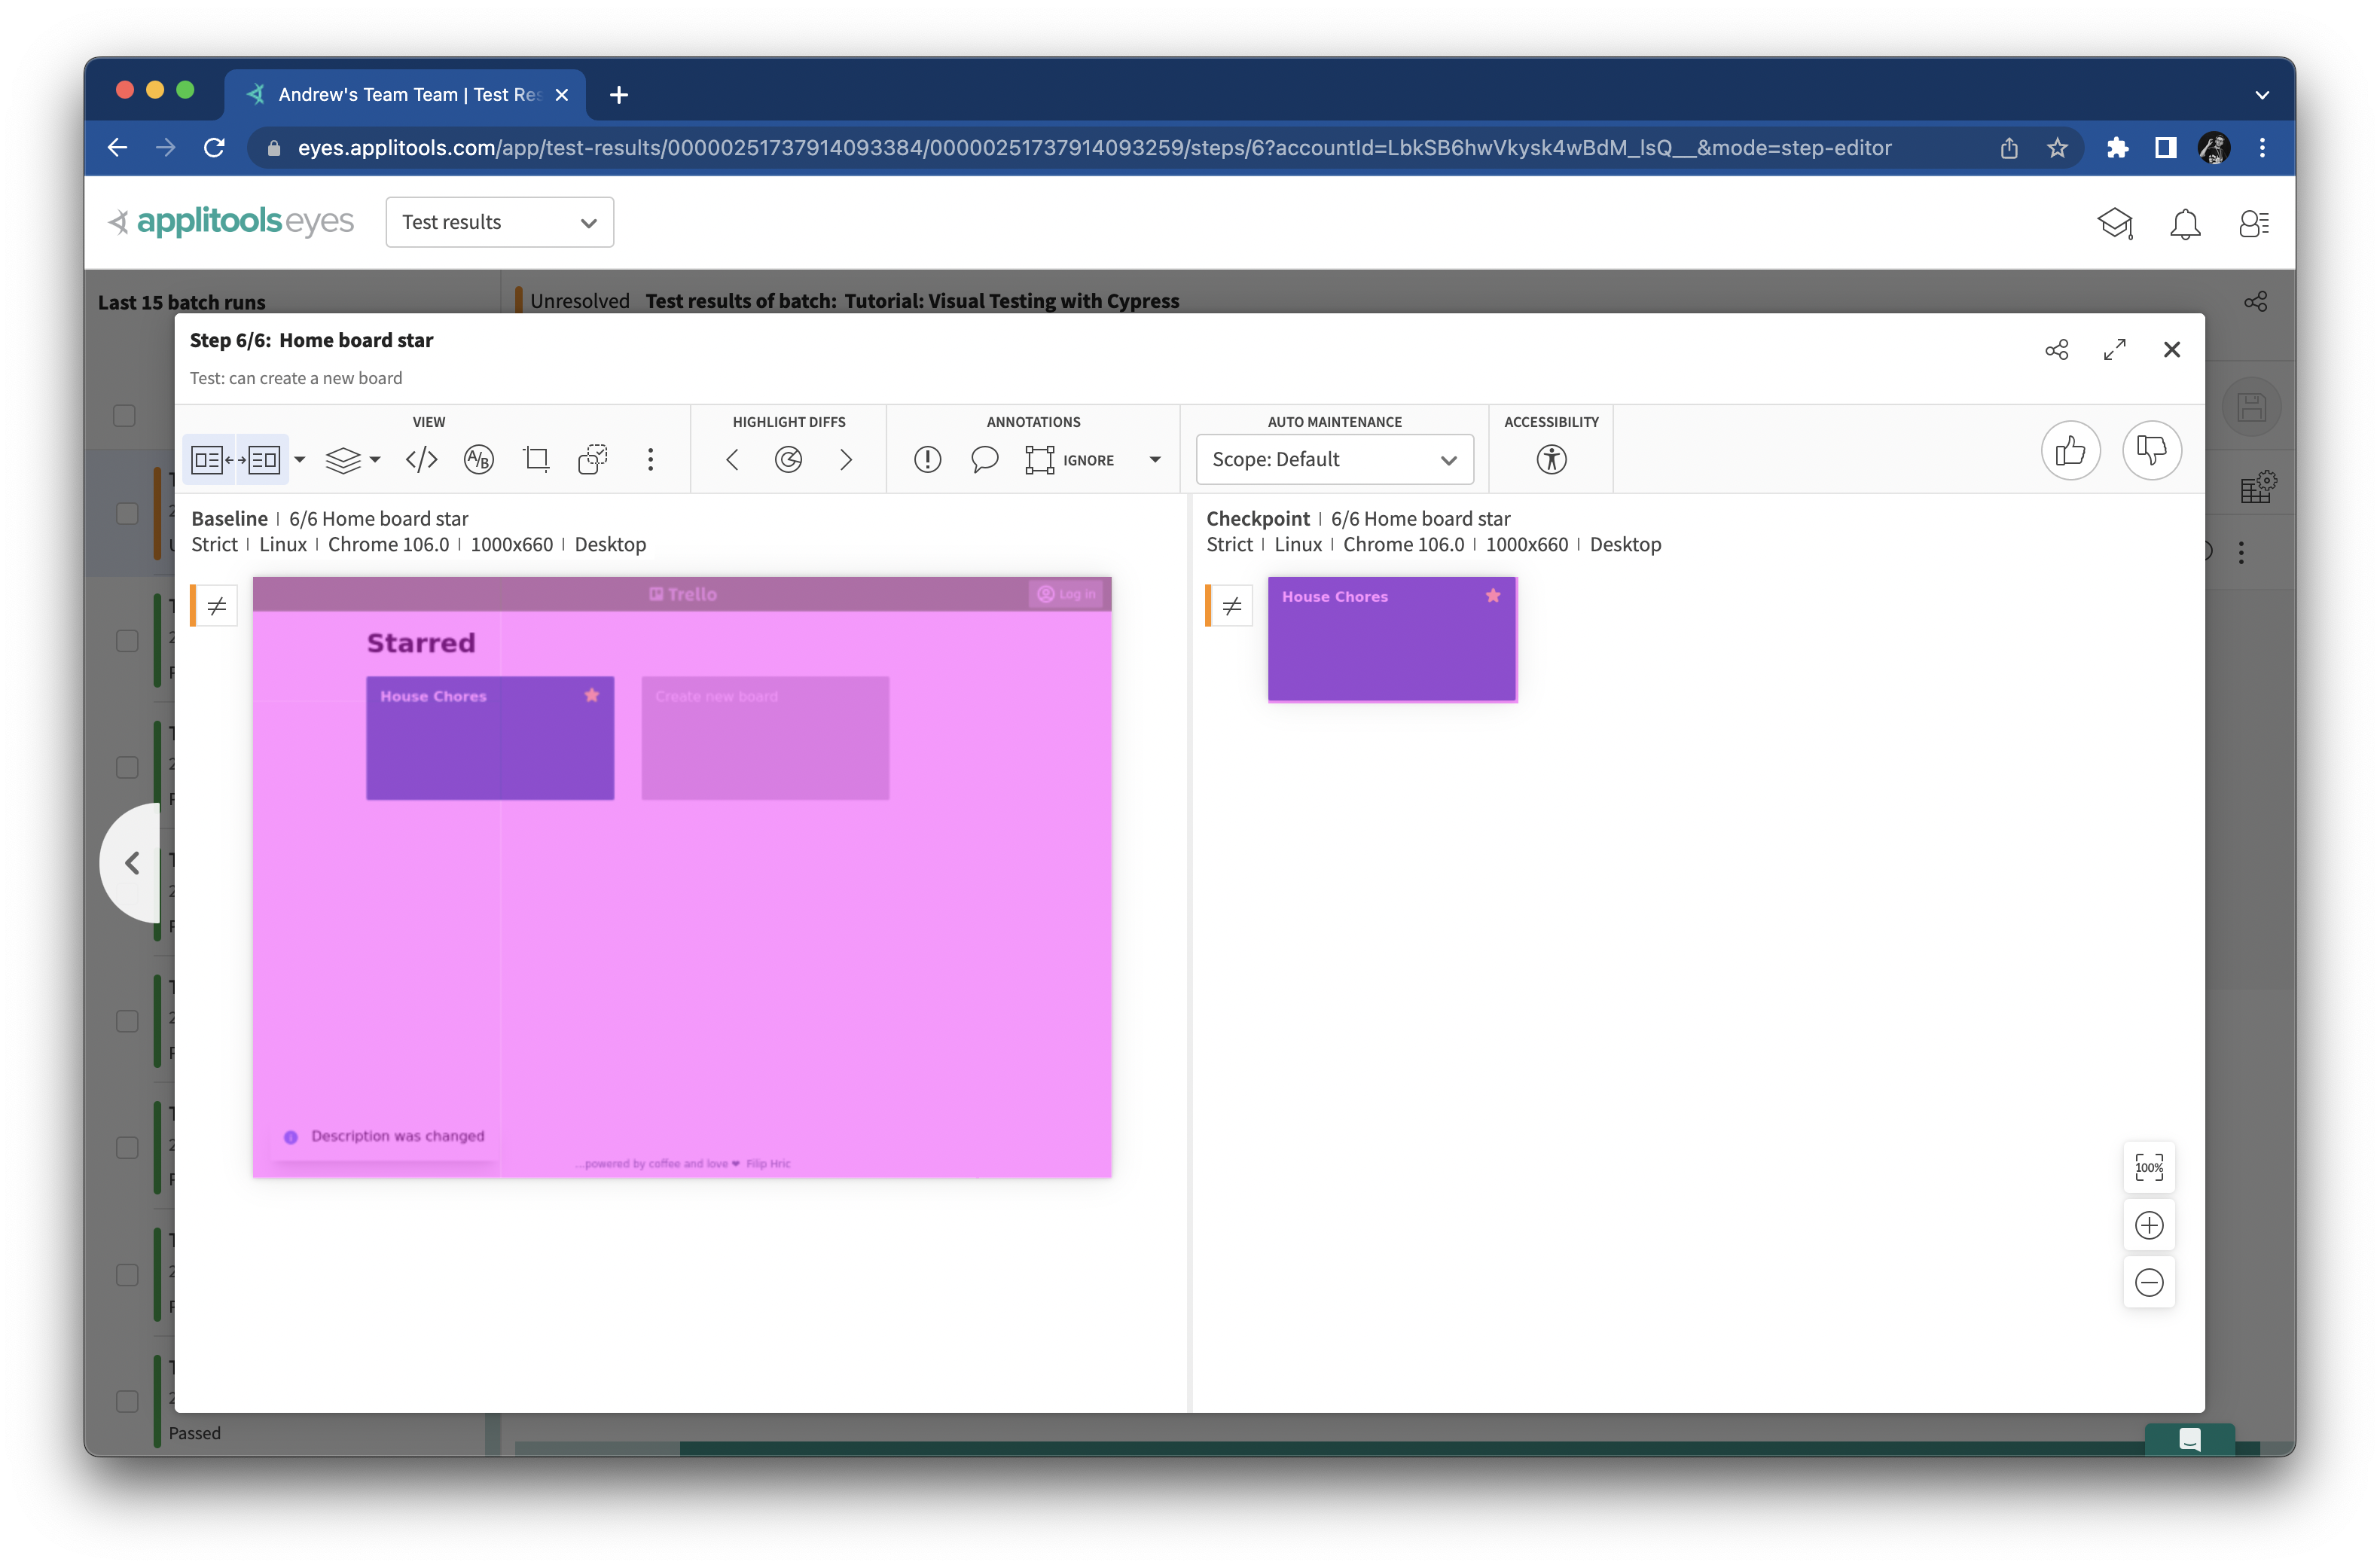 Andrew's Team Team | Test Res
eyes.applitools.com/app/test-results/00000251737914093384/00000251737914093259/steps/6?accountId=LbkSB6hwVkysk4wBdM_lsQ__&mode=step-editor
applitools eyes
Test results
Last 15 batch runs
Unresolved Test results of batch: Tutorial: Visual Testing with Cypress
Step 6/6: Home board star
Test: can create a new board
VIEW
HIGHLIGHT DIFFS
ANNOTATIONS
AUTO MAINTENANCE
ACCESSIBILITY
A/B
IGNORE
Scope: Default
Baseline | 6/6 Home board star
Strict | Linux | Chrome 106.0 | 1000x660 | Desktop
Checkpoint | 6/6 Home board star
Strict | Linux | Chrome 106.0 | 1000x660 | Desktop
Trello
Log in
Starred
House Chores
Create new board
Description was changed
...powered by coffee and love ❤ Filip Hric
House Chores
100%
Passed